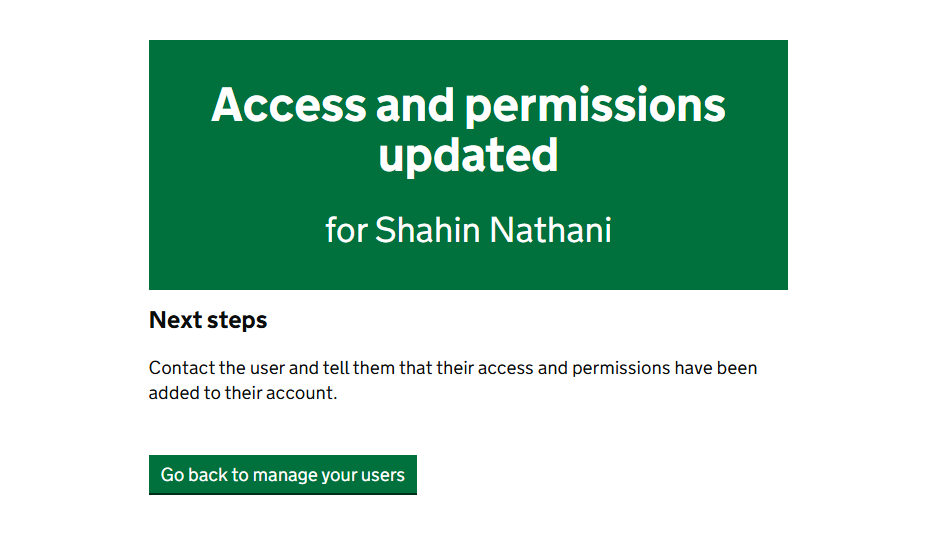 Access and permissions
updated
for Shahin Nathani
Next steps
Contact the user and tell them that their access and permissions have been
added to their account.
Go back to manage your users